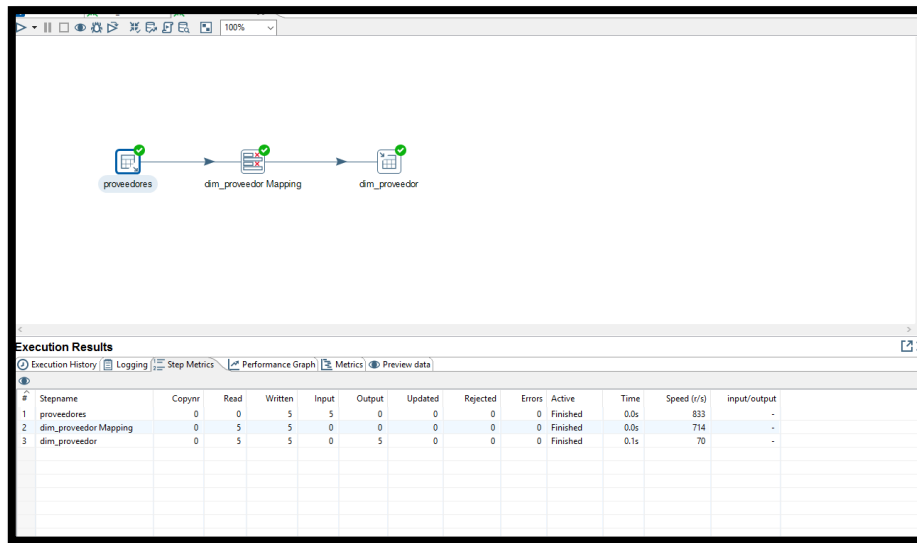 100%
proveedores dim_proveedor Mapping dim_proveedor
Execution Results
Execution History Logging Step Metrics Performance Graph Metrics Preview data
# Stepname Copynr Read Written Input Output Updated Rejected Errors Active Time Speed (r/s) input/output
1 proveedores 0 0 5 5 0 0 0 0 Finished 0.0s 833 -
2 dim_proveedor Mapping 0 5 5 0 0 0 0 0 Finished 0.0s 714 -
3 dim_proveedor 0 5 5 0 5 0 0 0 Finished 0.1s 70 -